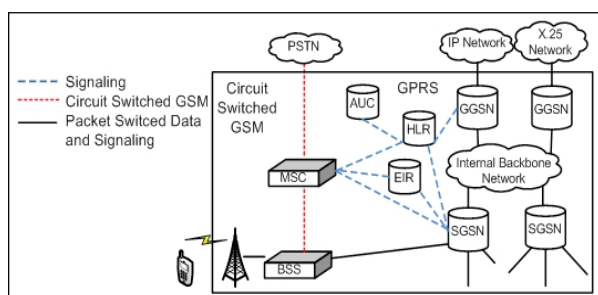 PSTN
IP Network
X.25
Network
Signaling
Circuit Switched GSM
Packet Switced Data
and Signaling
Circuit
Switched
GSM
GPRS
AUC
HLR
GGSN
GGSN
MSC
EIR
Internal Backbone
Network
SGSN
SGSN
BSS